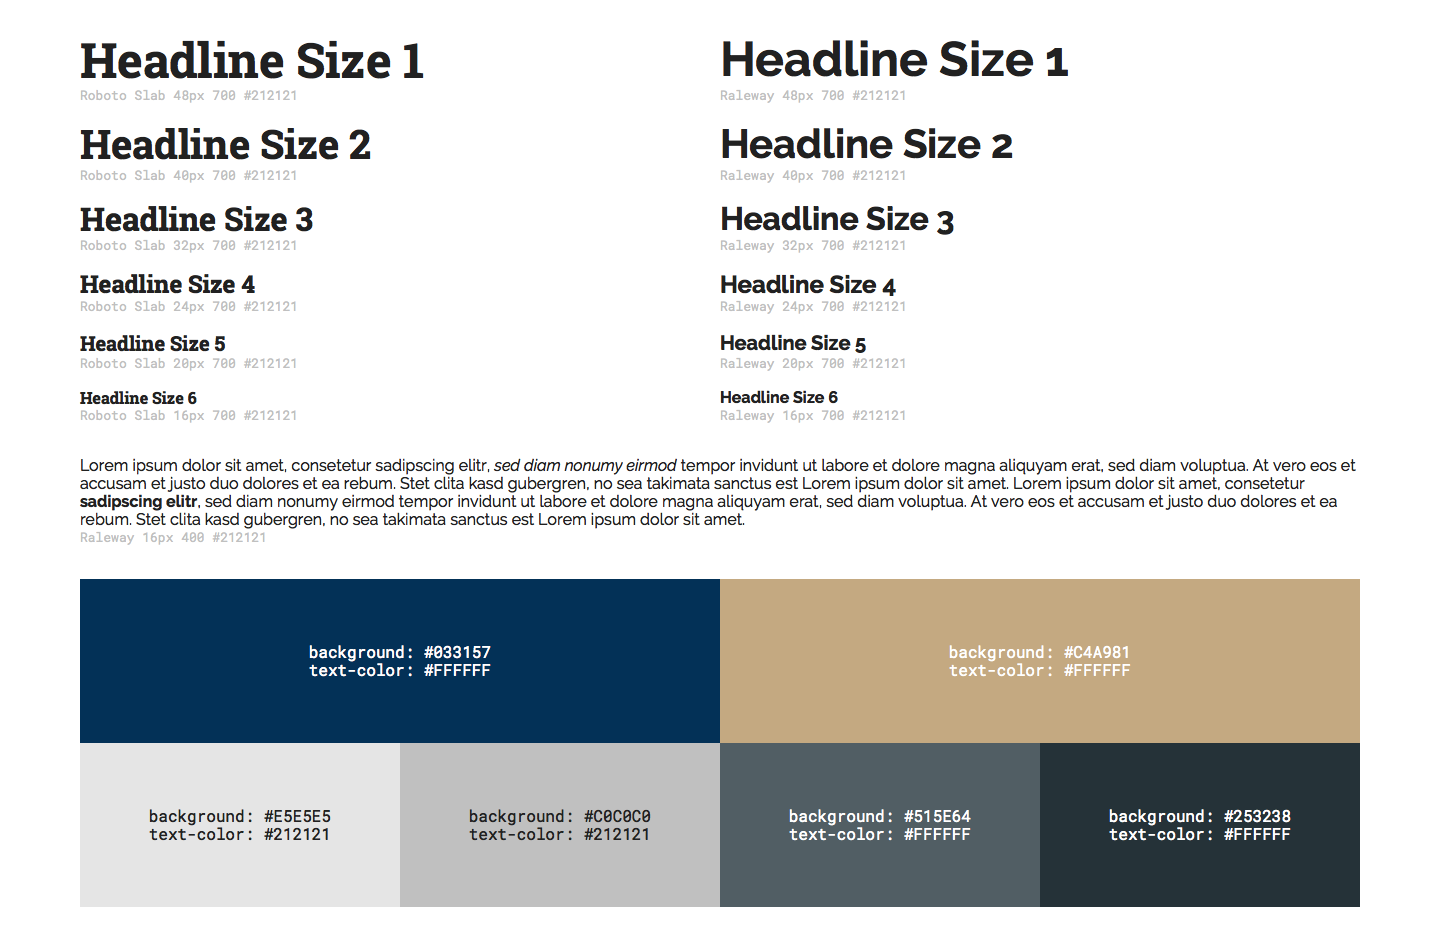 Headline Size 1
Roboto Slab 48px 700 #212121
Headline Size 2
Roboto Slab 40px 700 #212121
Headline Size 3
Roboto Slab 32px 700 #212121
Headline Size 4
Roboto Slab 24px 700 #212121
Headline Size 5
Roboto Slab 20px 700 #212121
Headline Size 6
Roboto Slab 16px 700 #212121
Headline Size 1
Raleway 48px 700 #212121
Headline Size 2
Raleway 40px 700 #212121
Headline Size 3
Raleway 32px 700 #212121
Headline Size 4
Raleway 24px 700 #212121
Headline Size 5
Raleway 20px 700 #212121
Headline Size 6
Raleway 16px 700 #212121
Lorem ipsum dolor sit amet, consetetur sadipscing elitr, sed diam nonumy eirmod tempor invidunt ut labore et dolore magna aliquyam erat, sed diam voluptua. At vero eos et
accusam et justo duo dolores et ea rebum. Stet clita kasd gubergren, no sea takimata sanctus est Lorem ipsum dolor sit amet. Lorem ipsum dolor sit amet, consetetur
sadipscing elitr, sed diam nonumy eirmod tempor invidunt ut labore et dolore magna aliquyam erat, sed diam voluptua. At vero eos et accusam et justo duo dolores et ea
rebum. Stet clita kasd gubergren, no sea takimata sanctus est Lorem ipsum dolor sit amet.
Raleway 16px 400 #212121
background: #033157
text-color: #FFFFFF
background: #C4A981
text-color: #FFFFFF
background: #E5E5E5
text-color: #212121
background: #C0C0C0
text-color: #212121
background: #515E64
text-color: #FFFFFF
background: #253238
text-color: #FFFFFF